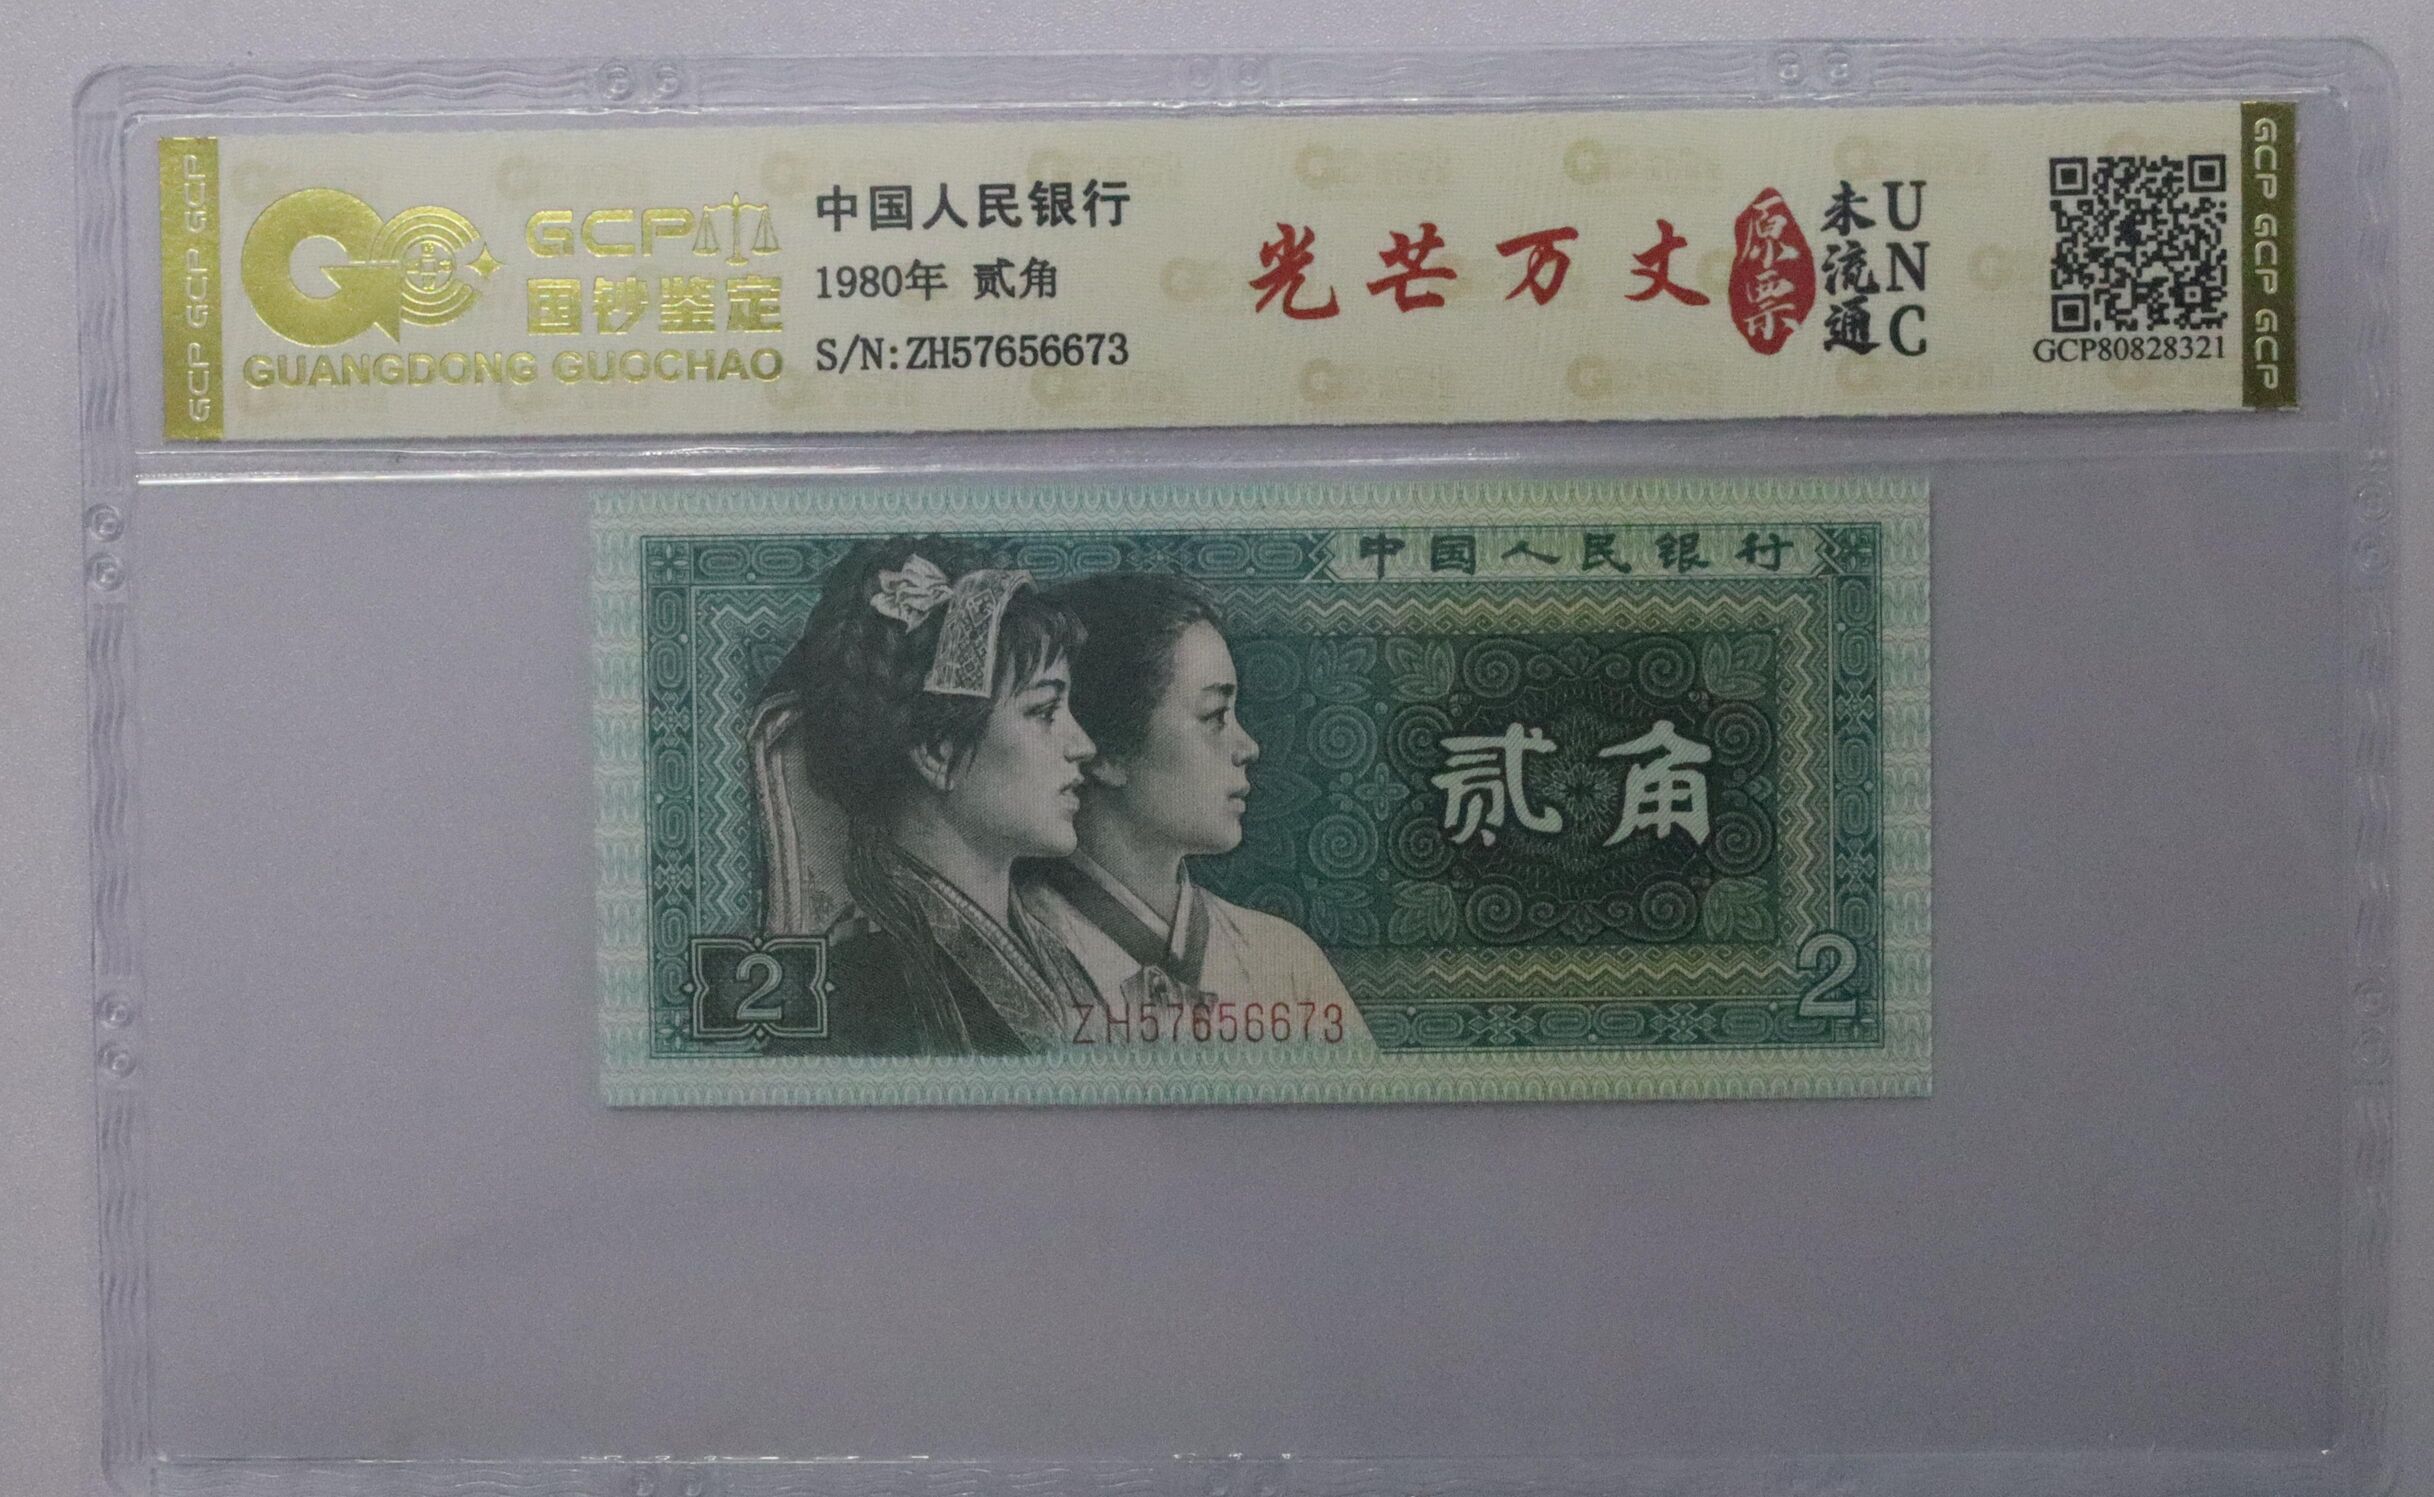 GCP GCP GCP GCP
GCP
国钞鉴定
GUANGDONG GUOCHAO
中国人民银行
1980年 贰角
S/N:ZH57656673
光芒万丈
原票
未流通
UNC
GCP80828321
GCP GCP GCP GCP
中国人民银行
贰角
2
2
ZH57656673